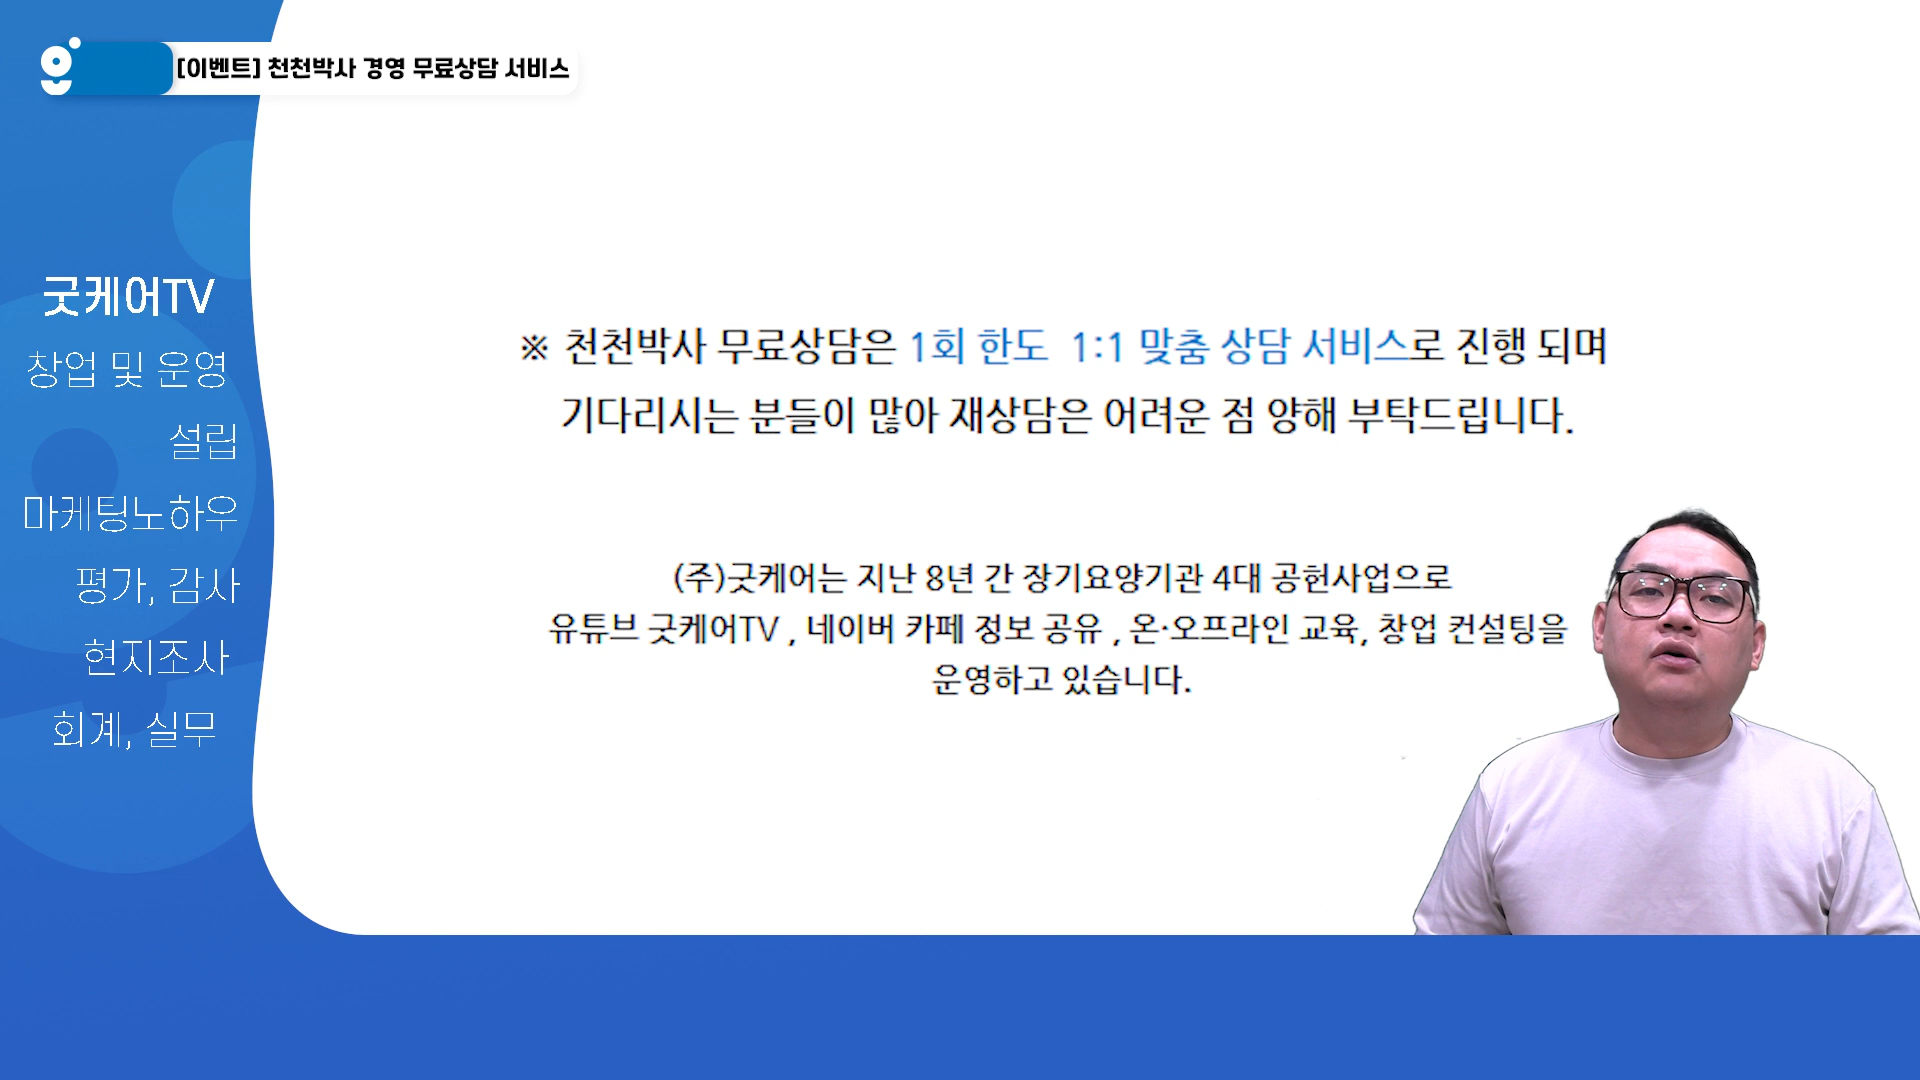 [이벤트] 천천박사 경영 무료상담 서비스
굿케어TV
창업 및 운영
설립
마케팅노하우
평가, 감사
현지조사
회계, 실무
※ 천천박사 무료상담은 1회 한도 1:1 맞춤 상담 서비스로 진행 되며
기다리시는 분들이 많아 재상담은 어려운 점 양해 부탁드립니다.
(주)굿케어는 지난 8년 간 장기요양기관 4대 공헌사업으로
유튜브 굿케어TV , 네이버 카페 정보 공유 , 온·오프라인 교육, 창업 컨설팅을
운영하고 있습니다.